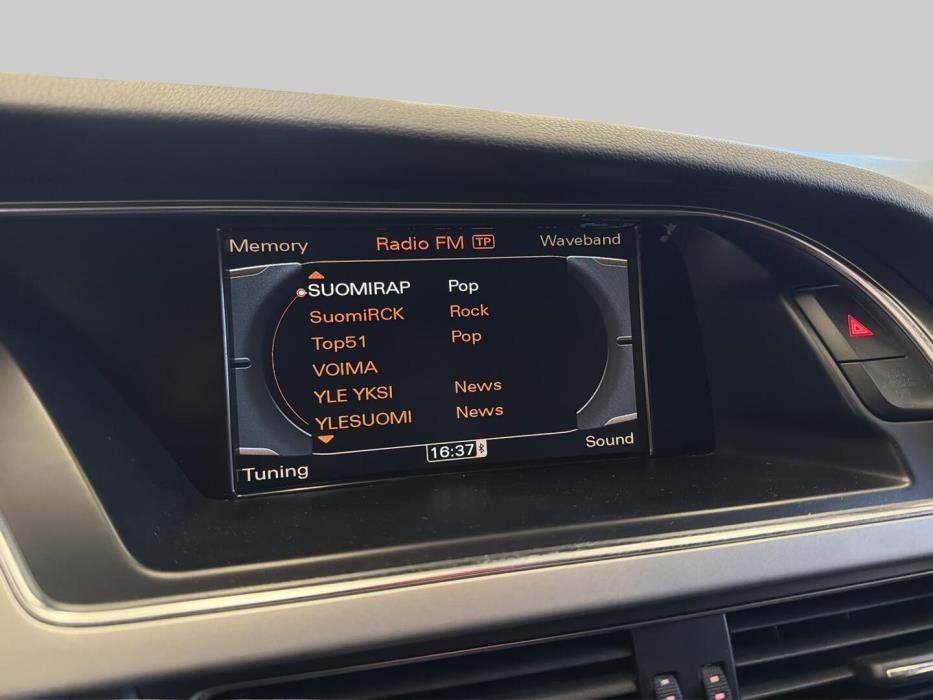 Memory Radio FM TP Waveband
SUOMIRAP Pop
SuomiRCK Rock
Top51 Pop
VOIMA
YLE YKSI News
YLESUOMI News
Tuning 16:37 Sound